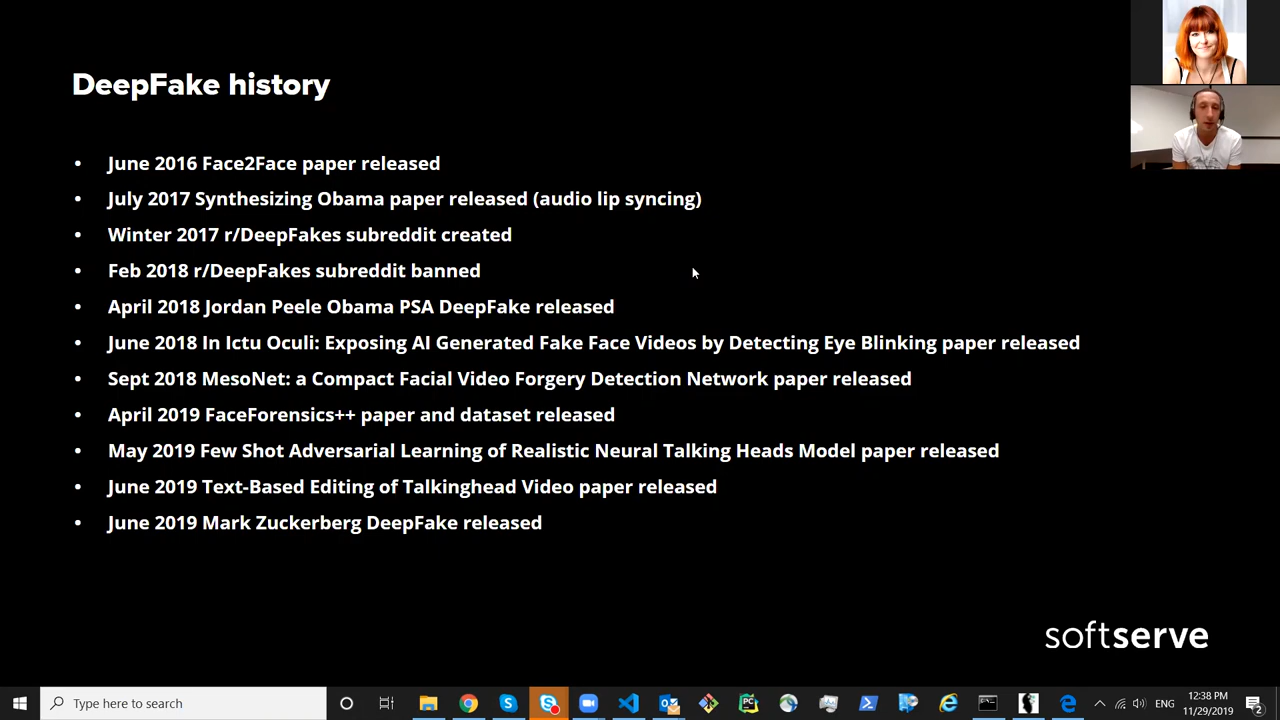 DeepFake history
• June 2016 Face2Face paper released
• July 2017 Synthesizing Obama paper released (audio lip syncing)
• Winter 2017 r/DeepFakes subreddit created
• Feb 2018 r/DeepFakes subreddit banned
• April 2018 Jordan Peele Obama PSA DeepFake released
• June 2018 In Ictu Oculi: Exposing AI Generated Fake Face Videos by Detecting Eye Blinking paper released
• Sept 2018 MesoNet: a Compact Facial Video Forgery Detection Network paper released
• April 2019 FaceForensics++ paper and dataset released
• May 2019 Few Shot Adversarial Learning of Realistic Neural Talking Heads Model paper released
• June 2019 Text-Based Editing of Talkinghead Video paper released
• June 2019 Mark Zuckerberg DeepFake released
softserve
Type here to search
PC
ENG
12:38 PM
11/29/2019
2